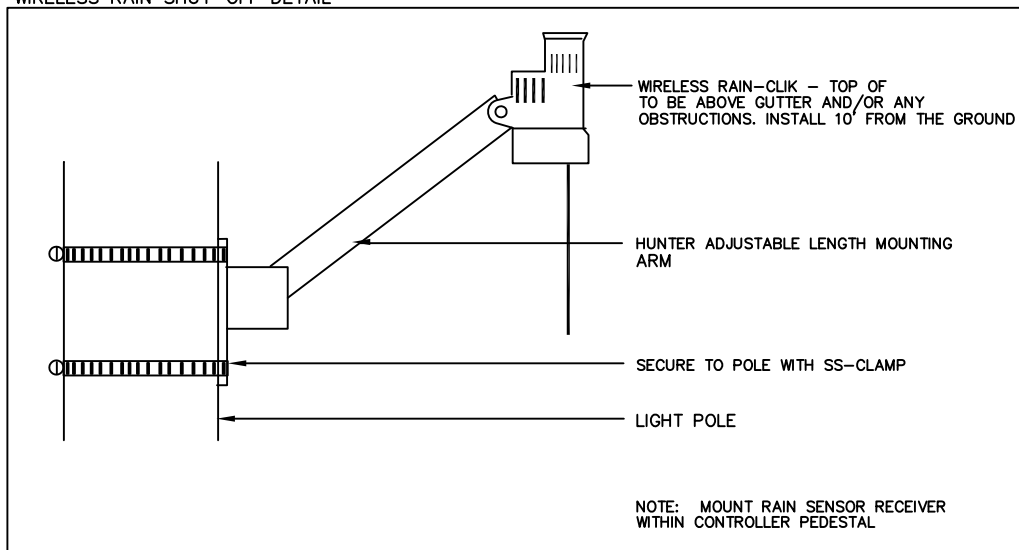 WIRELESS RAIN SHUT OFF DETAIL
WIRELESS RAIN-CLIK - TOP OF
TO BE ABOVE GUTTER AND/OR ANY
OBSTRUCTIONS. INSTALL 10' FROM THE GROUND
HUNTER ADJUSTABLE LENGTH MOUNTING
ARM
SECURE TO POLE WITH SS-CLAMP
LIGHT POLE
NOTE: MOUNT RAIN SENSOR RECEIVER
WITHIN CONTROLLER PEDESTAL